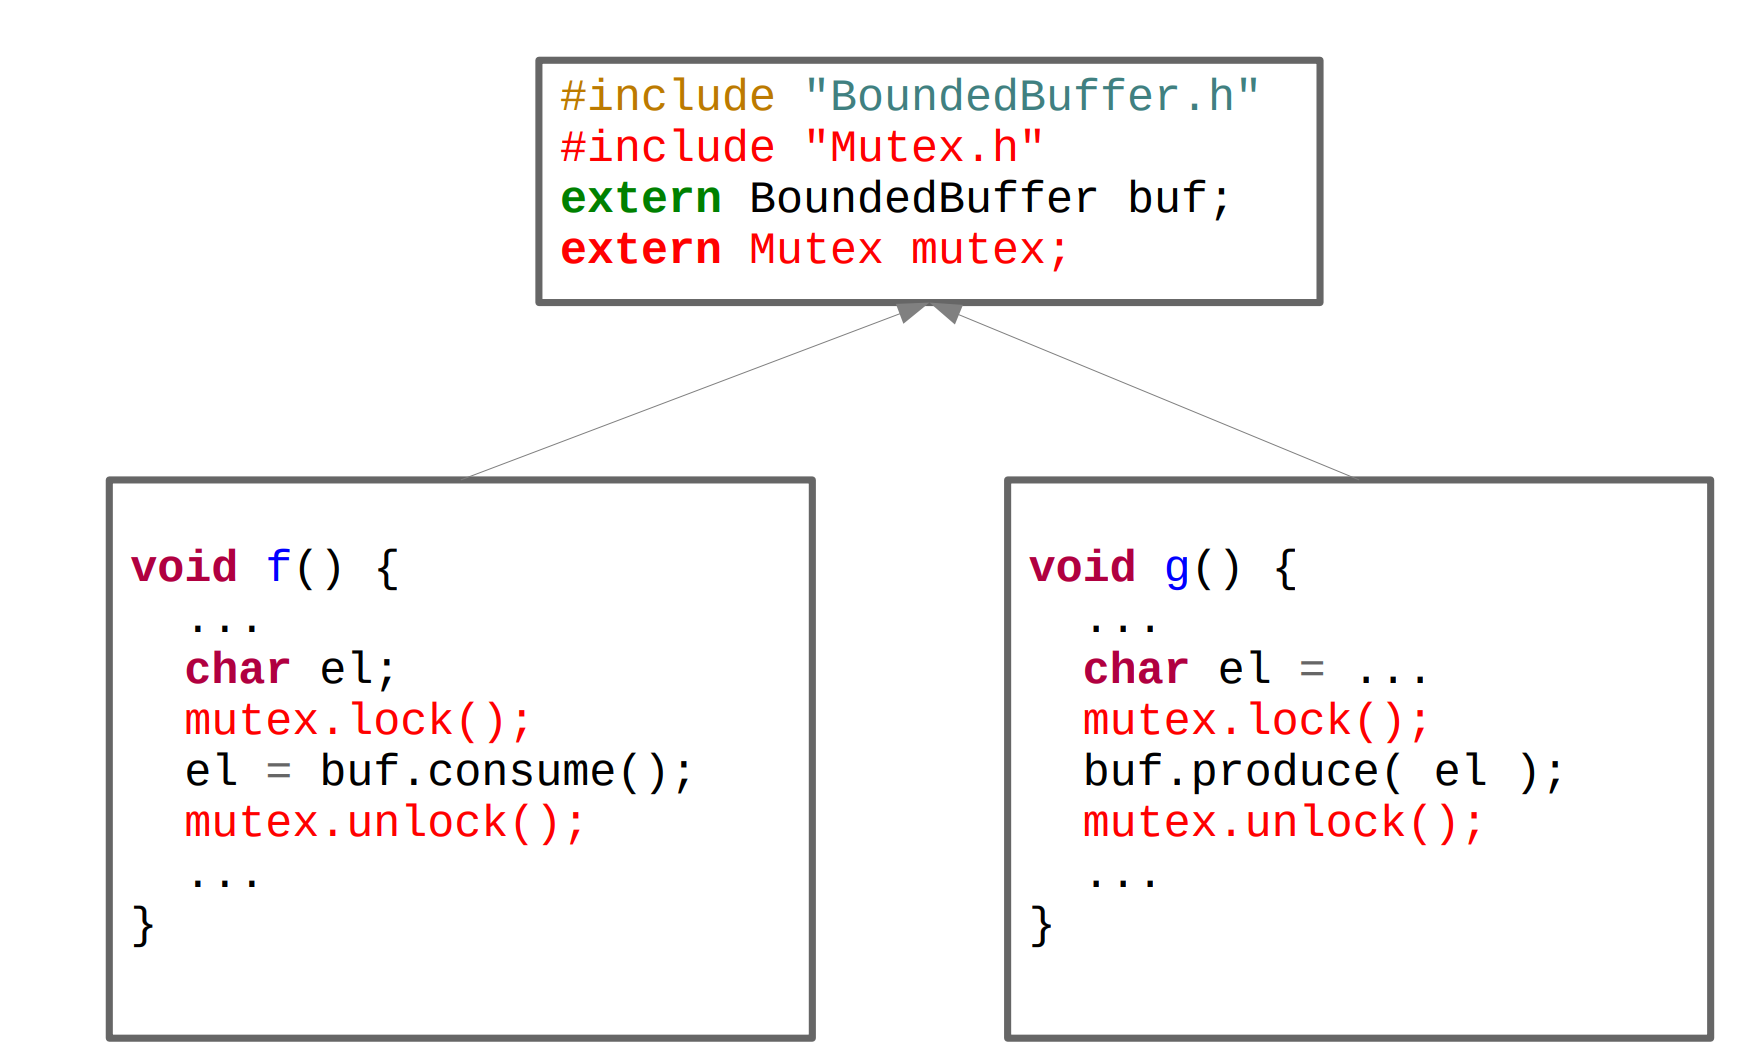 #include "BoundedBuffer.h"
#include "Mutex.h"
extern BoundedBuffer buf;
extern Mutex mutex;
void f() {
...
char el;
mutex.lock();
el = buf.consume();
mutex.unlock();
...
}
void g() {
...
char el = ...
mutex.lock();
buf.produce( el );
mutex.unlock();
...
}